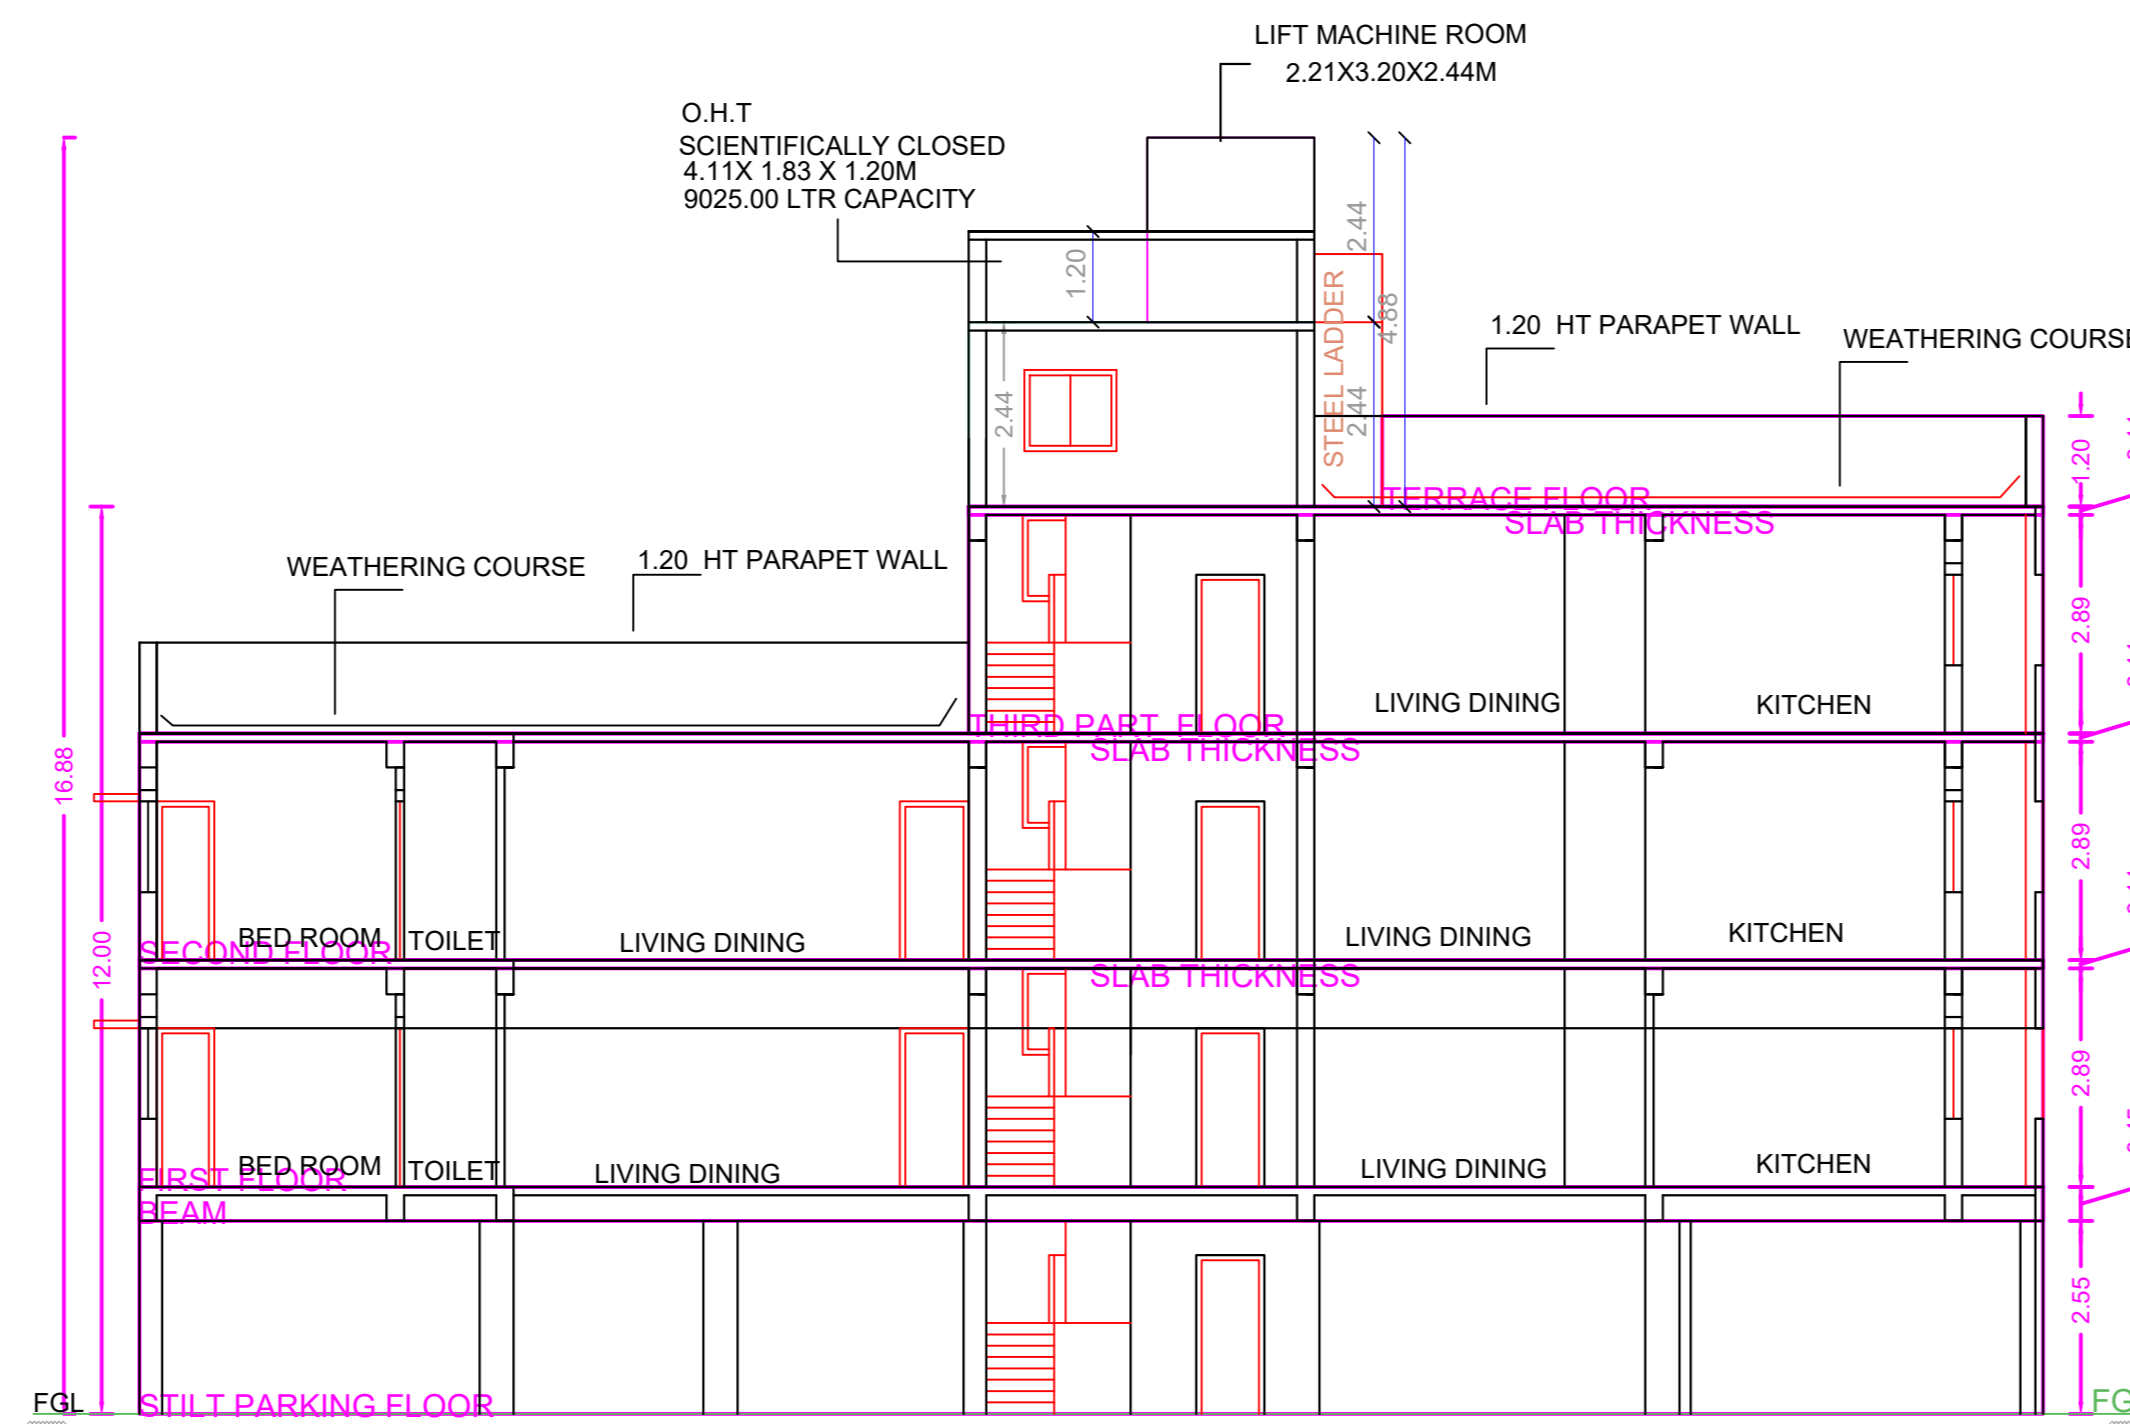 LIFT MACHINE ROOM
2.21X3.20X2.44M
O.H.T
SCIENTIFICALLY CLOSED
4.11X 1.83 X 1.20M
9025.00 LTR CAPACITY
2.44
1.20
STEEL LADDER
4.88
1.20 HT PARAPET WALL
WEATHERING COURSE
2.44
2.44
1.20
TERRACE FLOOR
SLAB THICKNESS
WEATHERING COURSE
1.20 HT PARAPET WALL
2.89
LIVING DINING
KITCHEN
THIRD PART FLOOR
SLAB THICKNESS
16.88
12.00
2.89
BED ROOM
TOILET
LIVING DINING
LIVING DINING
KITCHEN
SECOND FLOOR
SLAB THICKNESS
2.89
BED ROOM
TOILET
LIVING DINING
LIVING DINING
KITCHEN
FIRST FLOOR
BEAM
2.55
FGL
STILT PARKING FLOOR
FG